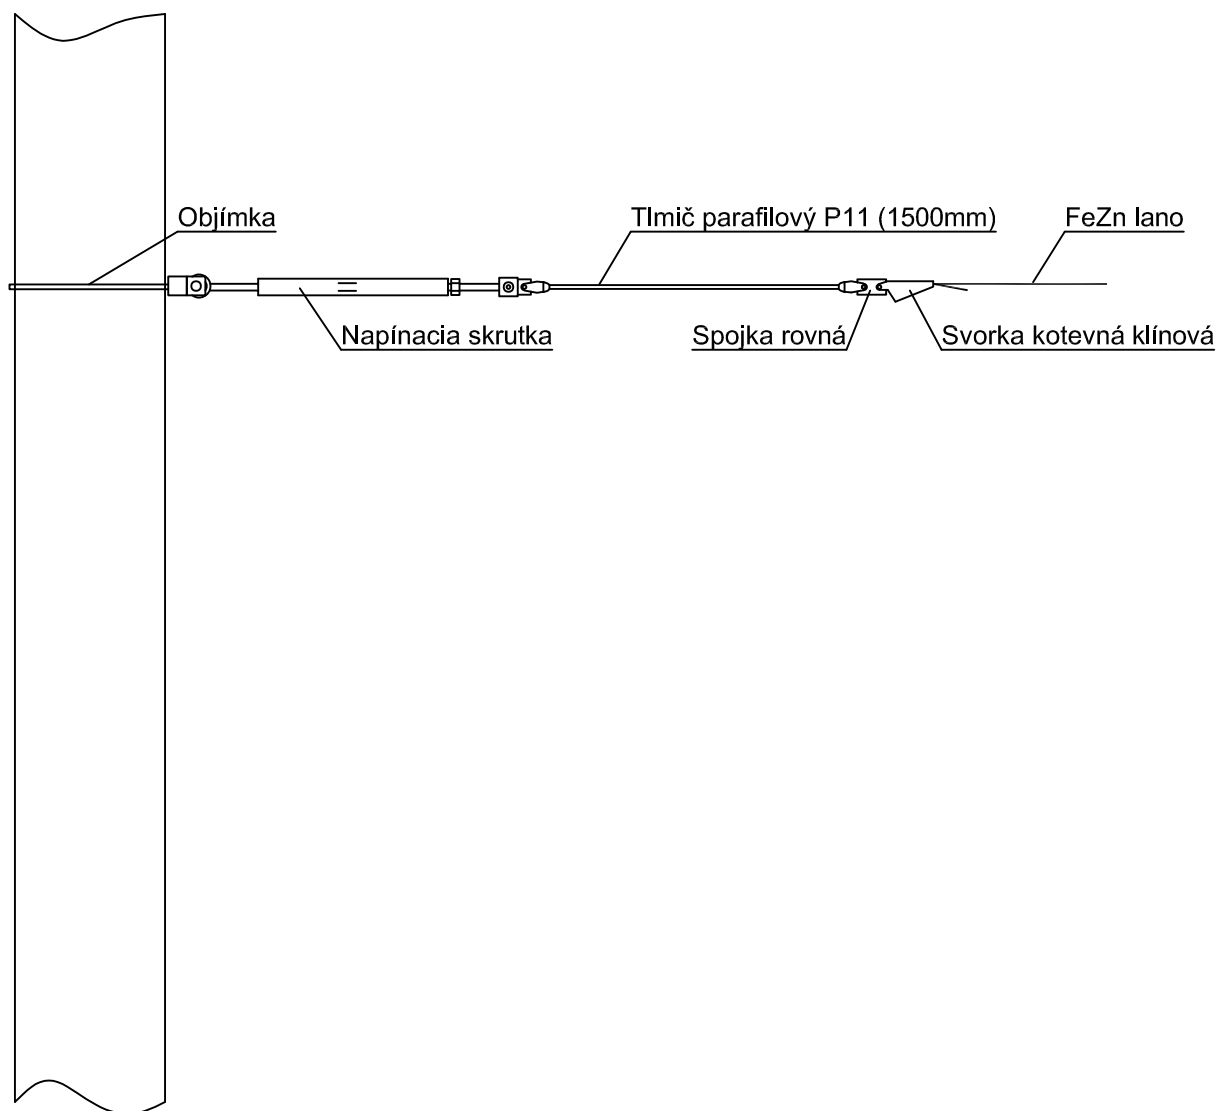 Objímka
Tlmič parafilový P11 (1500mm)
FeZn lano
Napínacia skrutka
Spojka rovná
Svorka kotevná klínová